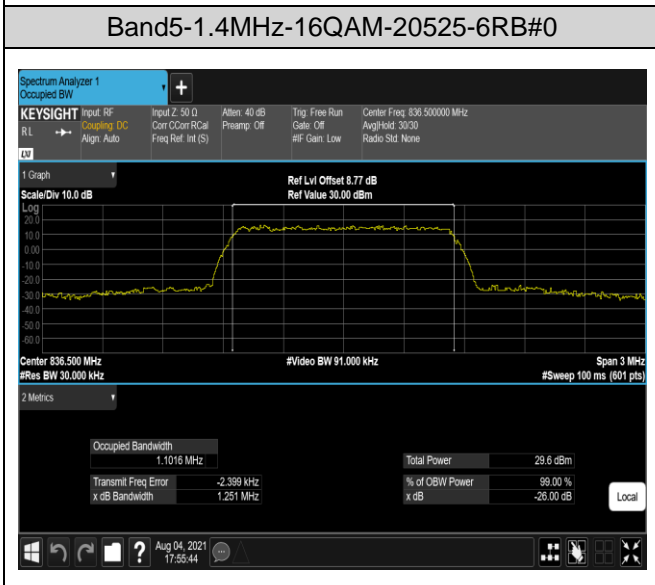 Band5-1.4MHz-16QAM-20525-6RB#0
Spectrum Analyzer 1
Occupied BW
+
KEYSIGHT Input: RF Input Z: 50 Ω Atten: 40 dB Trig: Free Run Center Freq: 836.500000 MHz
R L Coupling: DC Corr CCorr RCal Preamp: Off Gate: Off Avg|Hold: 30/30
Align: Auto Freq Ref: Int (S) #IF Gain: Low Radio Std: None
LXI
1 Graph Ref Lvl Offset 8.77 dB
Scale/Div 10.0 dB Ref Value 30.00 dBm
Log
20.0
10.0
0.00
-10.0
-20.0
-30.0
-40.0
-50.0
-60.0
Center 836.500 MHz #Video BW 91.000 kHz Span 3 MHz
#Res BW 30.000 kHz #Sweep 100 ms (601 pts)
2 Metrics
Occupied Bandwidth
1.1016 MHz Total Power 29.6 dBm
Transmit Freq Error -2.399 kHz % of OBW Power 99.00 %
x dB Bandwidth 1.251 MHz x dB -26.00 dB
Local
? Aug 04, 2021
17:55:44